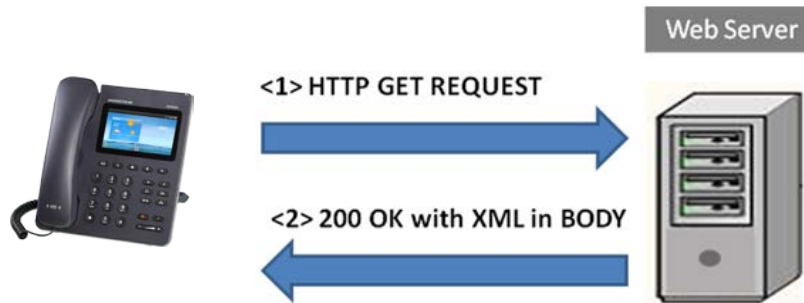 Web Server
<1> HTTP GET REQUEST
<2> 200 OK with XML in BODY